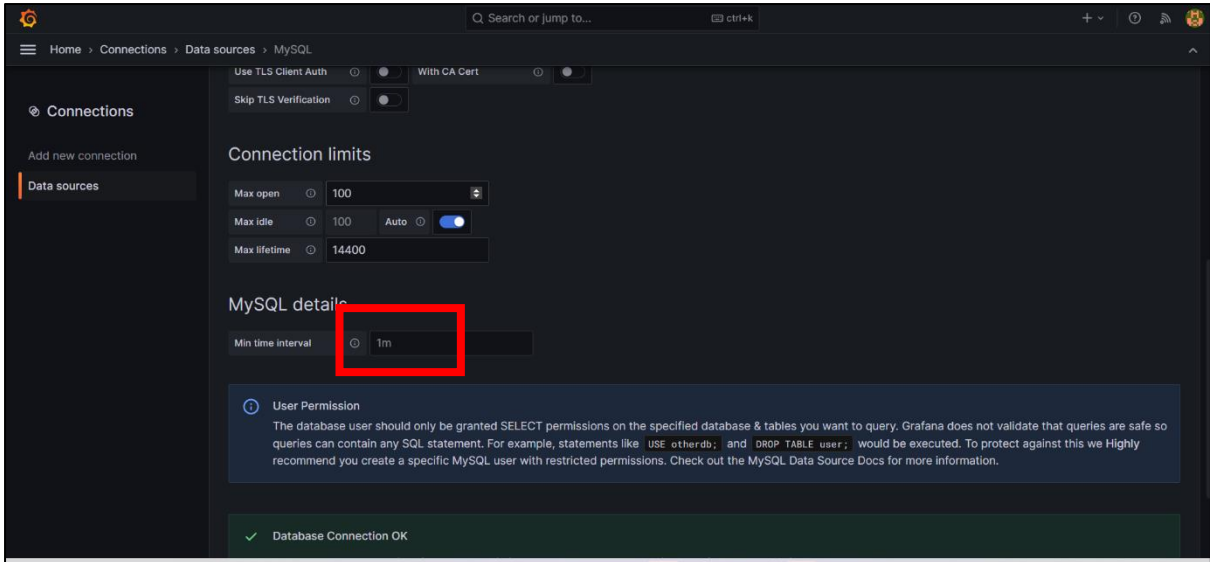 Search or jump to... ctrl+k
Home › Connections › Data sources › MySQL
Use TLS Client Auth With CA Cert
Skip TLS Verification
Connections
Add new connection
Data sources
Connection limits
Max open 100
Max idle 100 Auto
Max lifetime 14400
MySQL details
Min time interval 1m
User Permission
The database user should only be granted SELECT permissions on the specified database & tables you want to query. Grafana does not validate that queries are safe so
queries can contain any SQL statement. For example, statements like USE otherdb; and DROP TABLE user; would be executed. To protect against this we Highly
recommend you create a specific MySQL user with restricted permissions. Check out the MySQL Data Source Docs for more information.
Database Connection OK